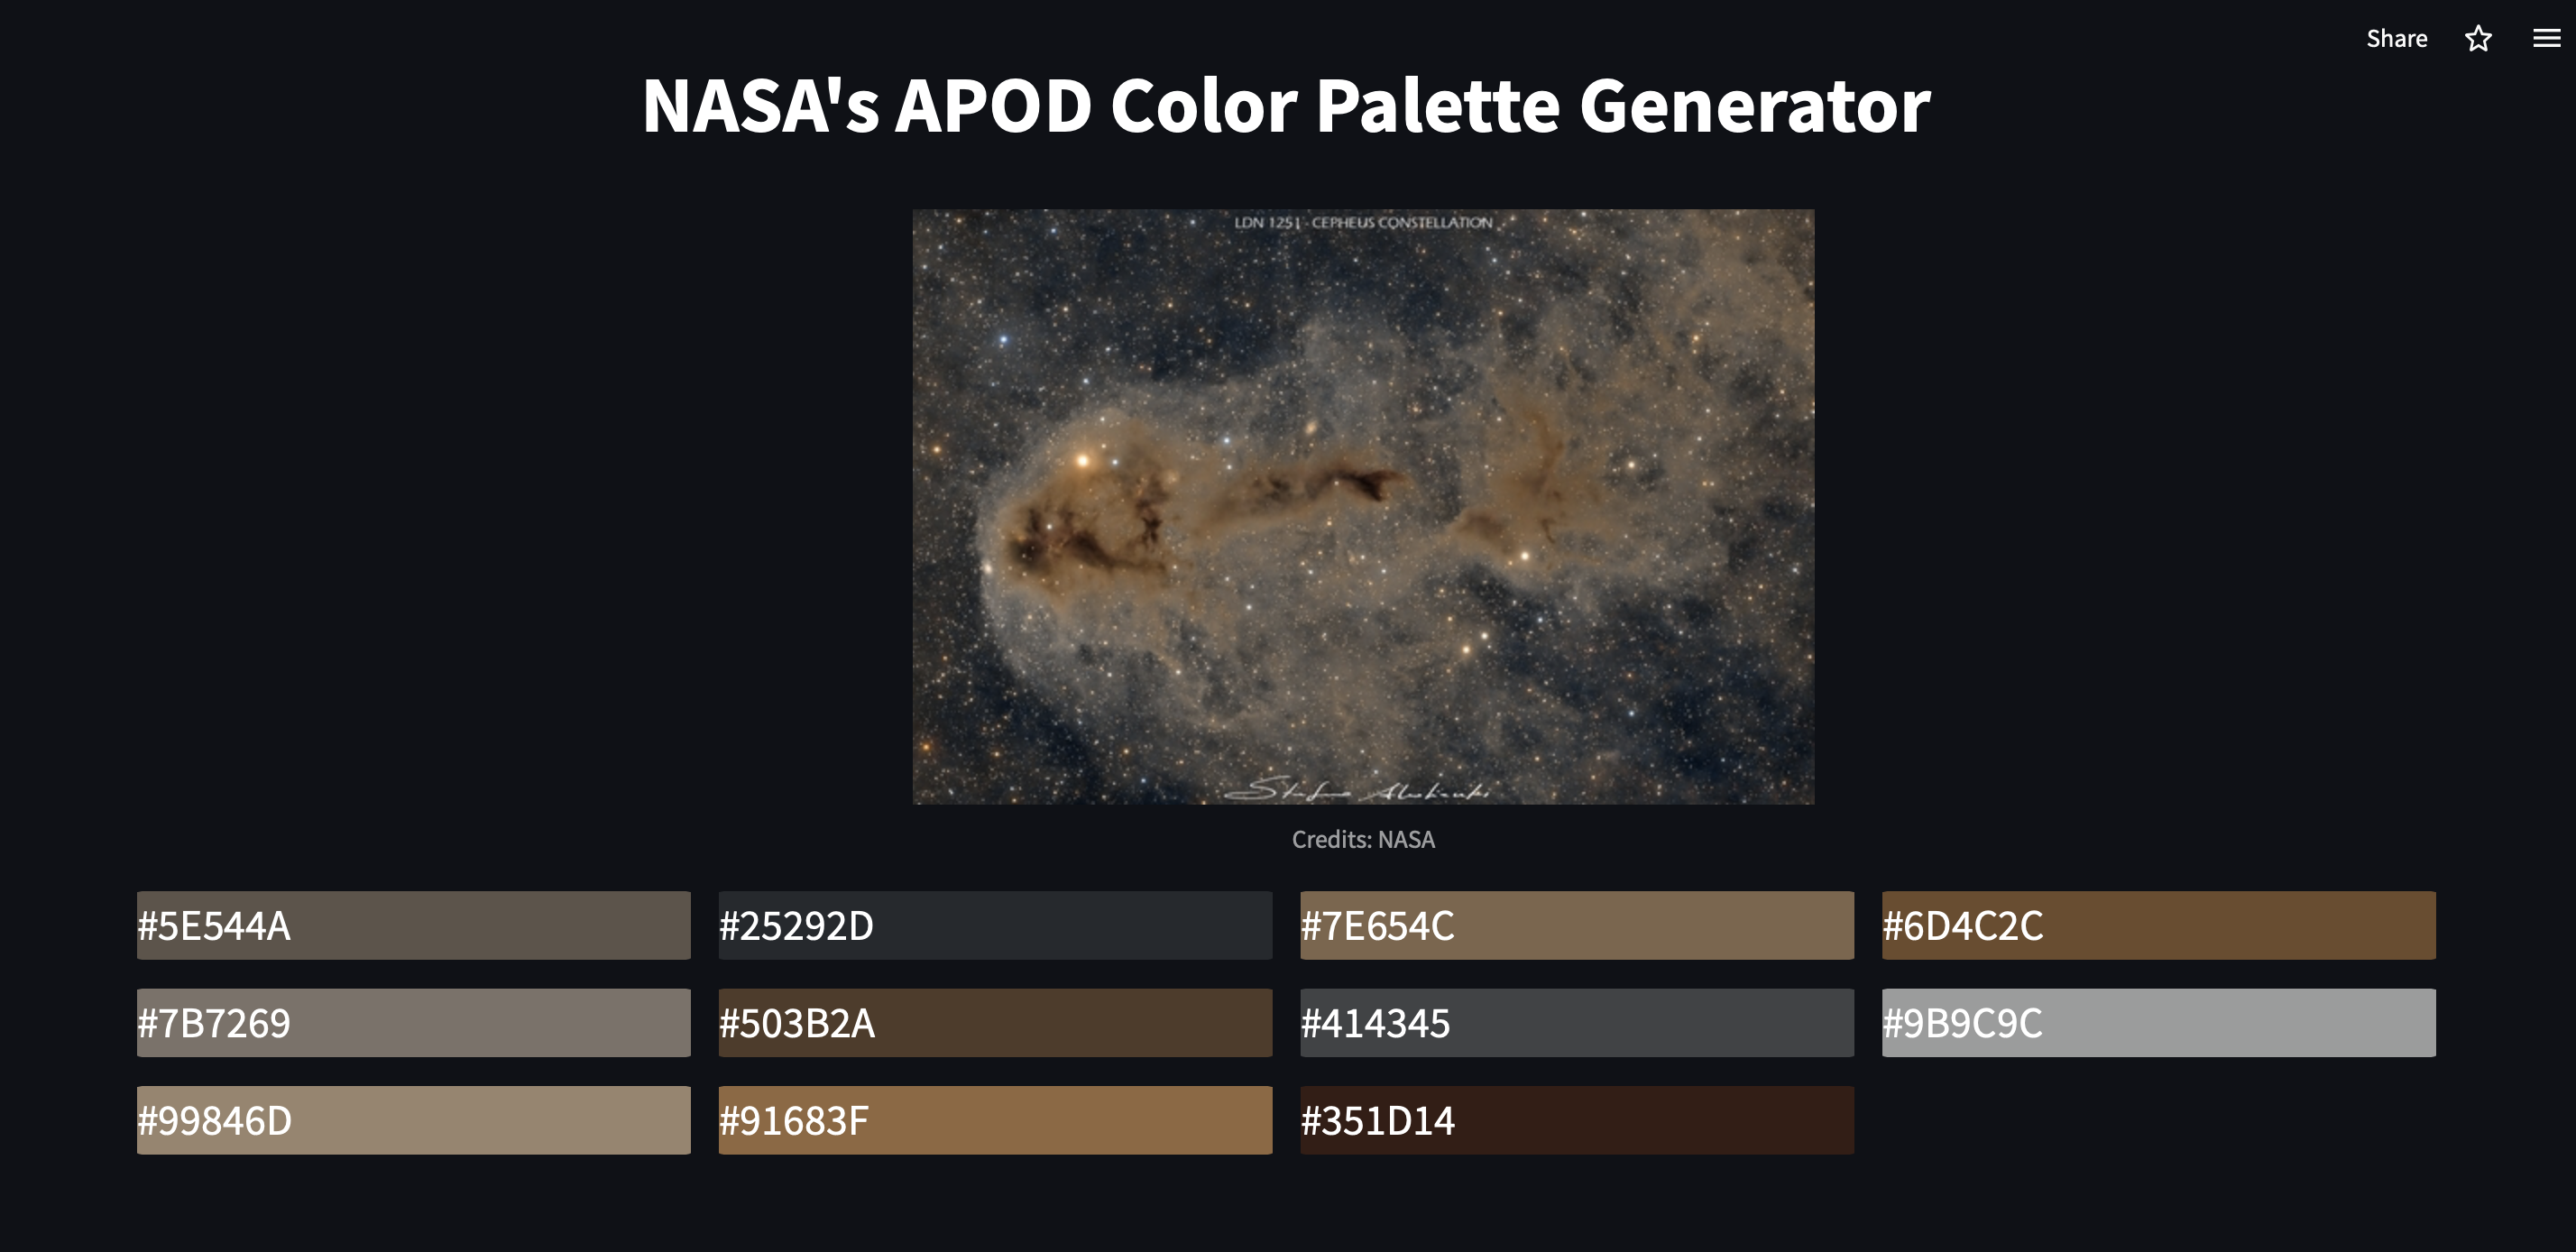 Share
NASA's APOD Color Palette Generator
LDN 1251 - CEPHEUS CONSTELLATION
Credits: NASA
#5E544A #25292D #7E654C #6D4C2C
#7B7269 #503B2A #414345 #9B9C9C
#99846D #91683F #351D14